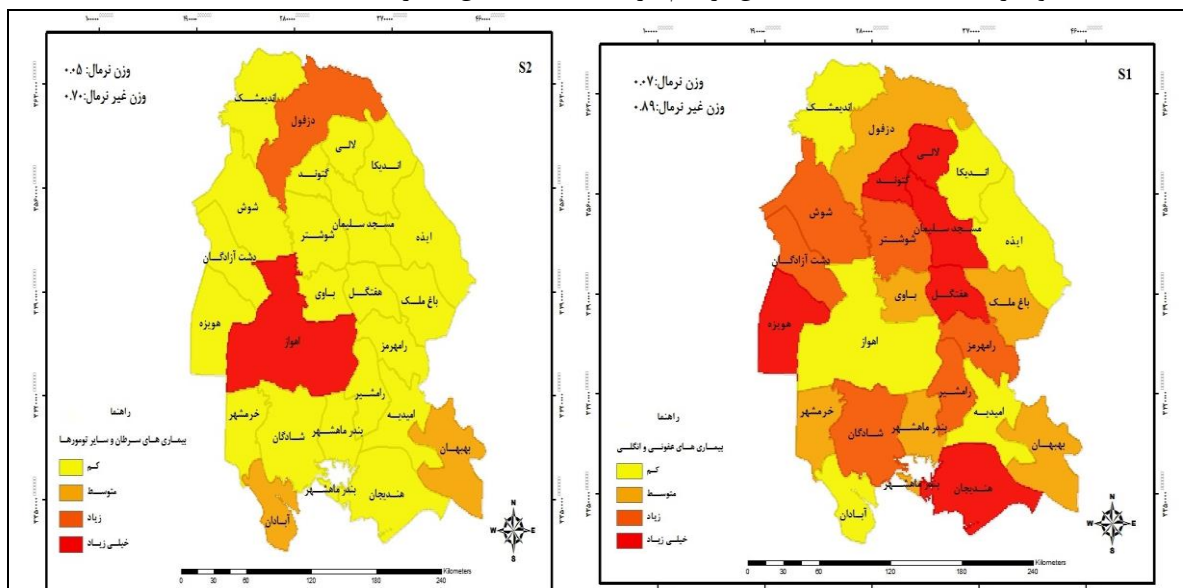 S2
وزن نرمال: ۰.۰۵
وزن غیر نرمال: ۰.۷۰
اندیمشک
دزفول
لالی
اندیکا
گتوند
شوش
مسجد سلیمان
شوشتر
ایذه
دشت آزادگان
باوی
هفتگل
باغ ملک
هویزه
اهواز
رامهرمز
رامشیر
امیدیه
خرمشهر
شادگان
بندر ماهشهر
بهبهان
بندر ماهشهر
هندیجان
آبادان
راهنما
بیماری های سرطان و سایر تومورها
کم
متوسط
زیاد
خیلی زیاد
N
W E
S
Kilometers
0 30 60 120 180 240
S1
وزن نرمال: ۰.۰۷
وزن غیر نرمال: ۰.۸۹
اندیمشک
دزفول
لالی
اندیکا
گتوند
شوش
مسجد سلیمان
شوشتر
ایذه
دشت آزادگان
باوی
هفتگل
باغ ملک
هویزه
اهواز
رامهرمز
رامشیر
امیدیه
خرمشهر
شادگان
بندر ماهشهر
بهبهان
بندر ماهشهر
هندیجان
آبادان
راهنما
بیماری های عفونی و انگلی
کم
متوسط
زیاد
خیلی زیاد
N
W E
S
Kilometers
0 30 60 120 180 240